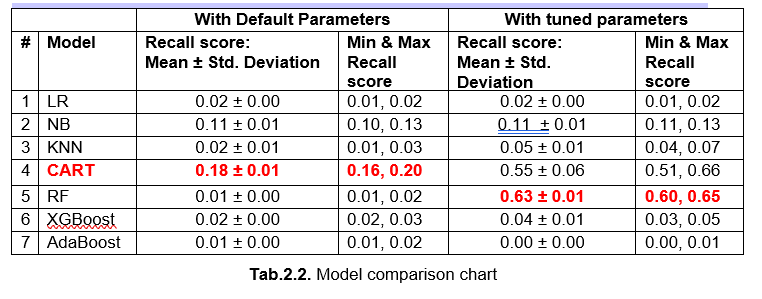 With Default Parameters With tuned parameters
# Model Recall score: Min & Max Recall score: Min & Max
Mean ± Std. Deviation Recall Mean ± Std. Recall
score Deviation score
1 LR 0.02 ± 0.00 0.01, 0.02 0.02 ± 0.00 0.01, 0.02
2 NB 0.11 ± 0.01 0.10, 0.13 0.11 ± 0.01 0.11, 0.13
3 KNN 0.02 ± 0.01 0.01, 0.03 0.05 ± 0.01 0.04, 0.07
4 CART 0.18 ± 0.01 0.16, 0.20 0.55 ± 0.06 0.51, 0.66
5 RF 0.01 ± 0.00 0.01, 0.02 0.63 ± 0.01 0.60, 0.65
6 XGBoost 0.02 ± 0.00 0.02, 0.03 0.04 ± 0.01 0.03, 0.05
7 AdaBoost 0.01 ± 0.00 0.01, 0.02 0.00 ± 0.00 0.00, 0.01
Tab.2.2. Model comparison chart